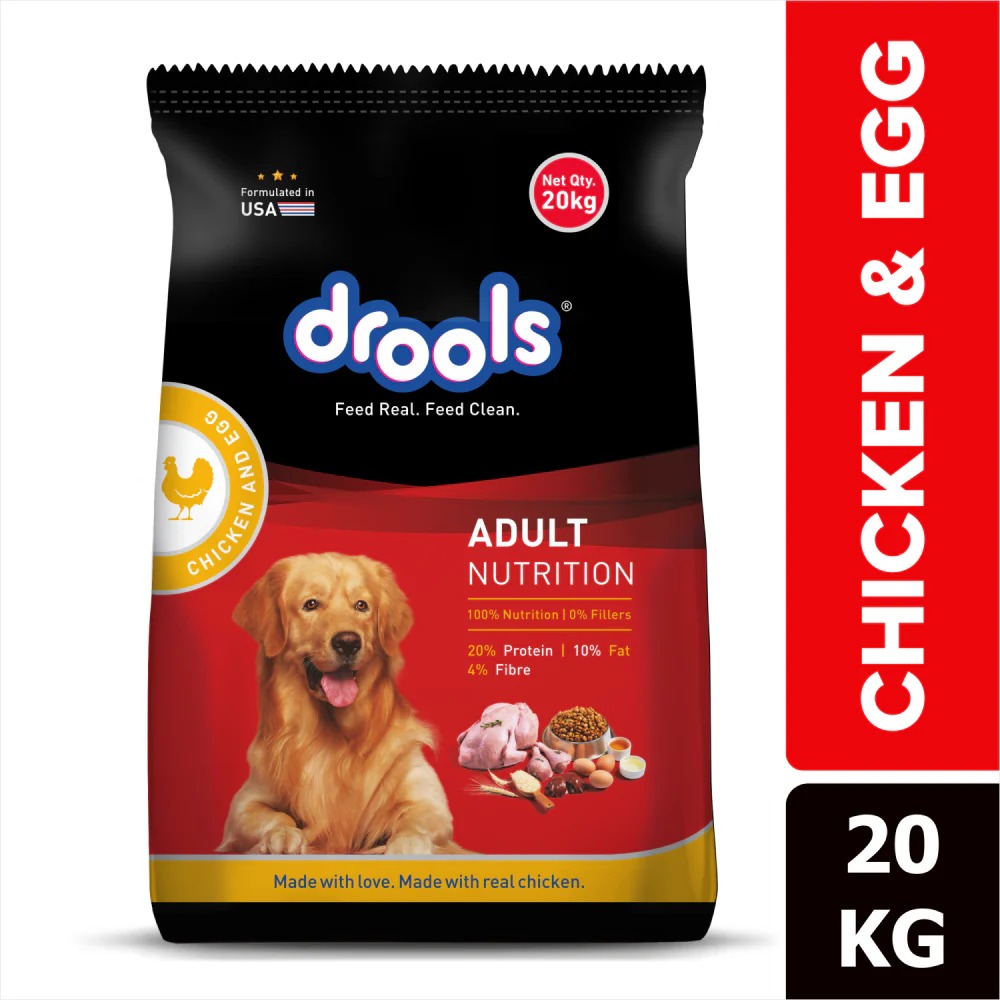 Formulated in
USA
Net Qty.
20kg
drools®
Feed Real. Feed Clean.
CHICKEN AND EGG
ADULT
NUTRITION
100% Nutrition | 0% Fillers
20% Protein | 10% Fat
4% Fibre
Made with love. Made with real chicken.
CHICKEN & EGG
20
KG